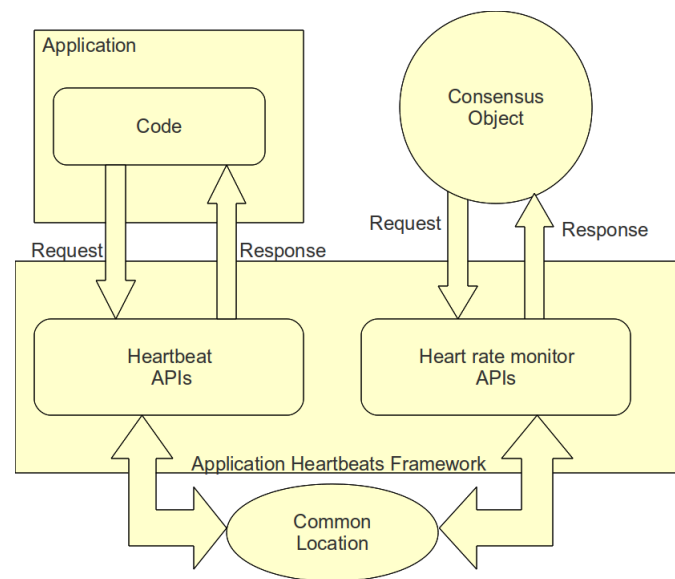 Application
Code
Consensus
Object
Request
Response
Request
Response
Heartbeat
APIs
Heart rate monitor
APIs
Application Heartbeats Framework
Common
Location